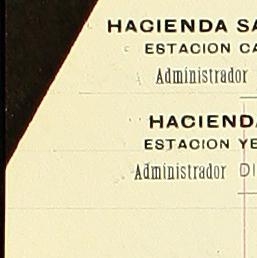 HACIENDA SA
ESTACION CA
Administrador
HACIENDA
ESTACION YE
Administrador DI